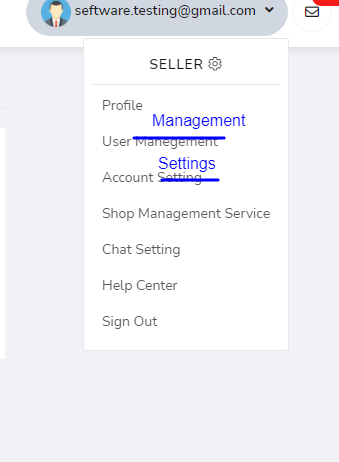 seftware.testing@gmail.com
SELLER
Profile
Management
User Manegement
Settings
Account Setting
Shop Management Service
Chat Setting
Help Center
Sign Out